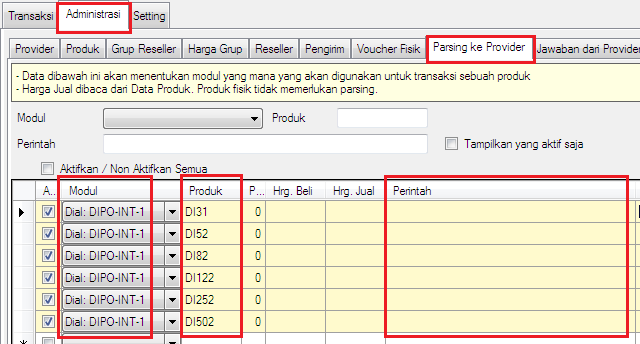 Transaksi Administrasi Setting
Provider Produk Grup Reseller Harga Grup Reseller Pengirim Voucher Fisik Parsing ke Provider Jawaban dari Provider
- Data dibawah ini akan menentukan modul yang mana yang akan digunakan untuk transaksi sebuah produk
- Harga Jual dibaca dari Data Produk. Produk fisik tidak memerlukan parsing.
Modul Produk
Perintah Tampilkan yang aktif saja
Aktifkan / Non Aktifkan Semua
A... Modul Produk P... Hrg. Beli Hrg. Jual Perintah
Dial: DIPO-INT-1 DI31 0
Dial: DIPO-INT-1 DI52 0
Dial: DIPO-INT-1 DI82 0
Dial: DIPO-INT-1 DI122 0
Dial: DIPO-INT-1 DI252 0
Dial: DIPO-INT-1 DI502 0